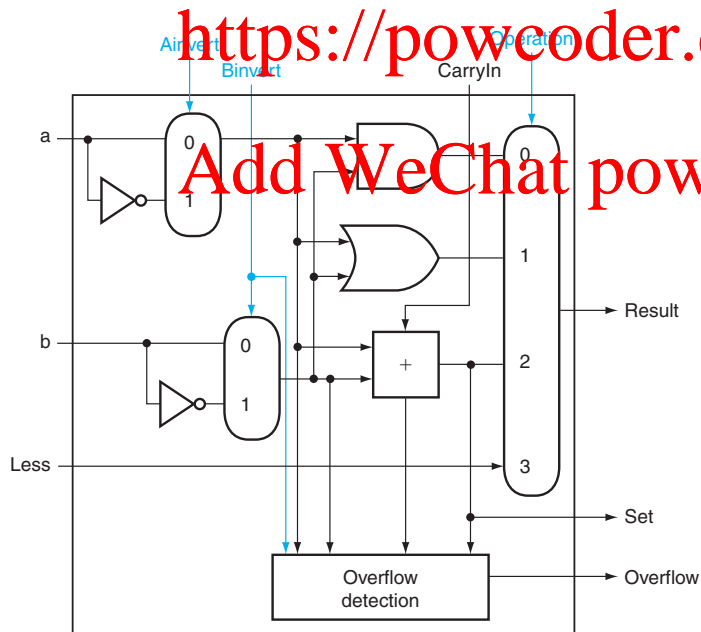 https://powcoder.
Ainvert
Operation
Binvert
CarryIn
a
0
Add WeChat pow
0
1
1
Result
b
0
+
2
1
Less
3
Set
Overflow
detection
Overflow